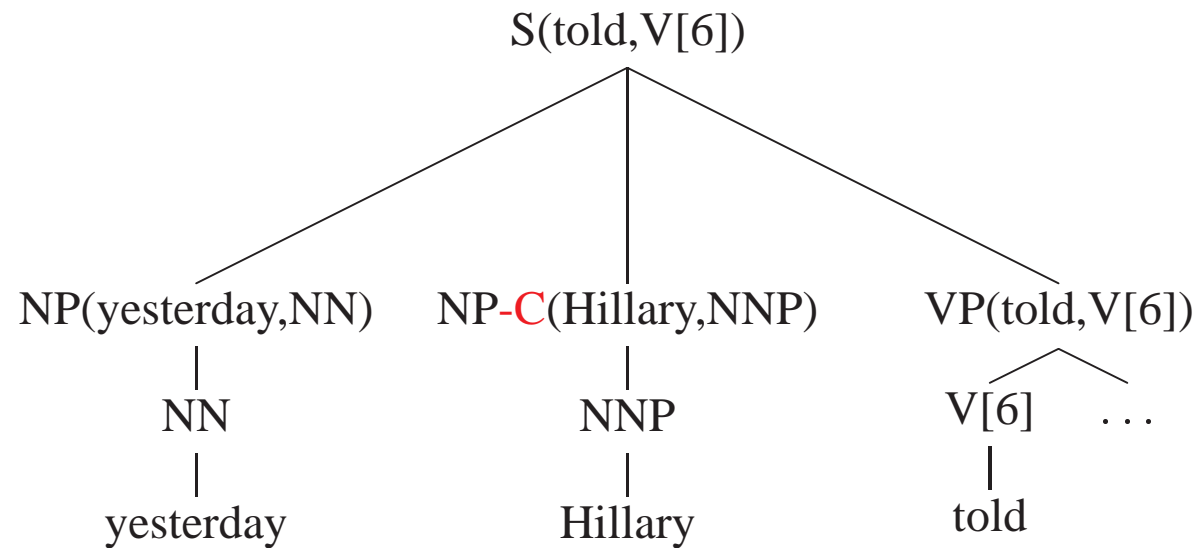 S(told,V[6])
NP(yesterday,NN) NP-C(Hillary,NNP) VP(told,V[6])
NN NNP V[6] ...
yesterday Hillary told